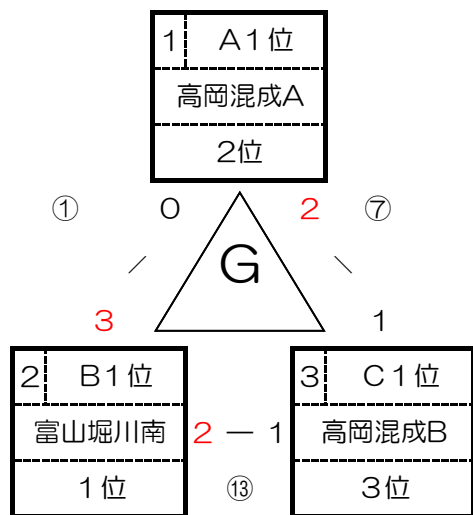 1 A1位
高岡混成A
2位
① 0 2 ⑦
／ G ＼
3 1
2 B1位 3 C1位
富山堀川南 2 － 1 高岡混成B
1位 ⑬ 3位